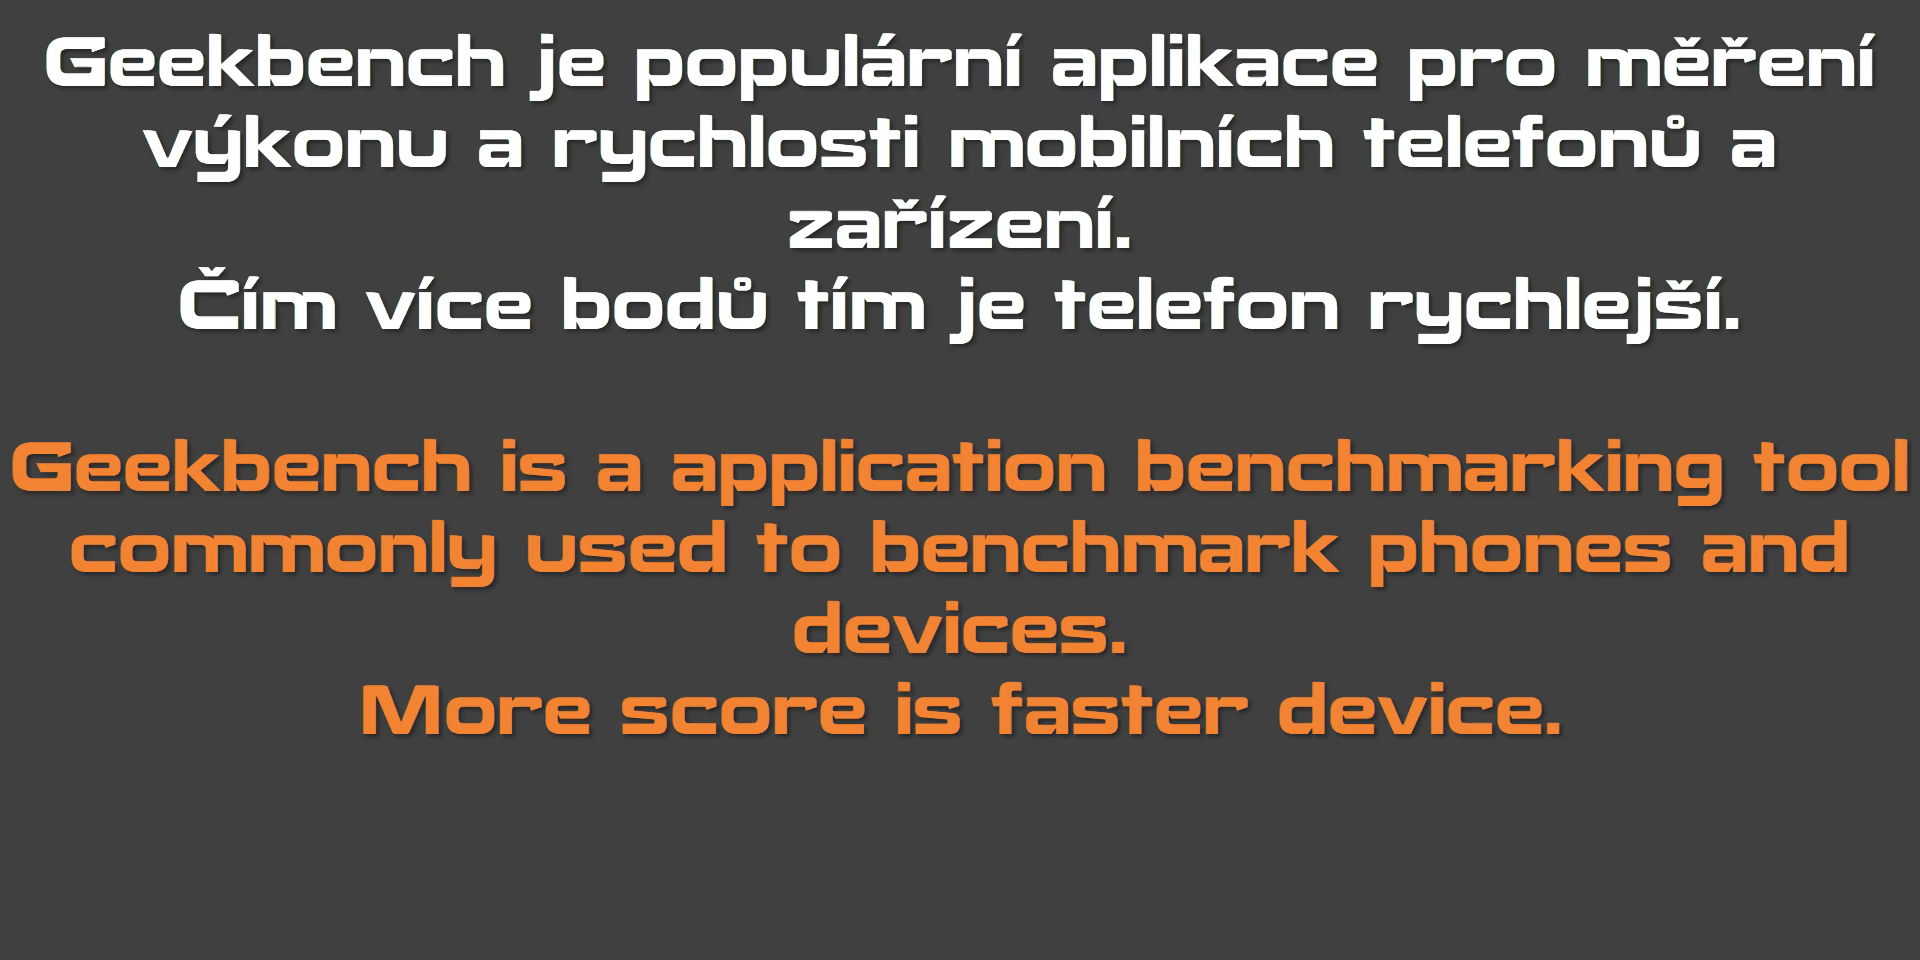 Geekbench je populární aplikace pro měření
výkonu a rychlosti mobilních telefonů a
zařízení.
Čím více bodů tím je telefon rychlejší.
Geekbench is a application benchmarking tool
commonly used to benchmark phones and
devices.
More score is faster device.